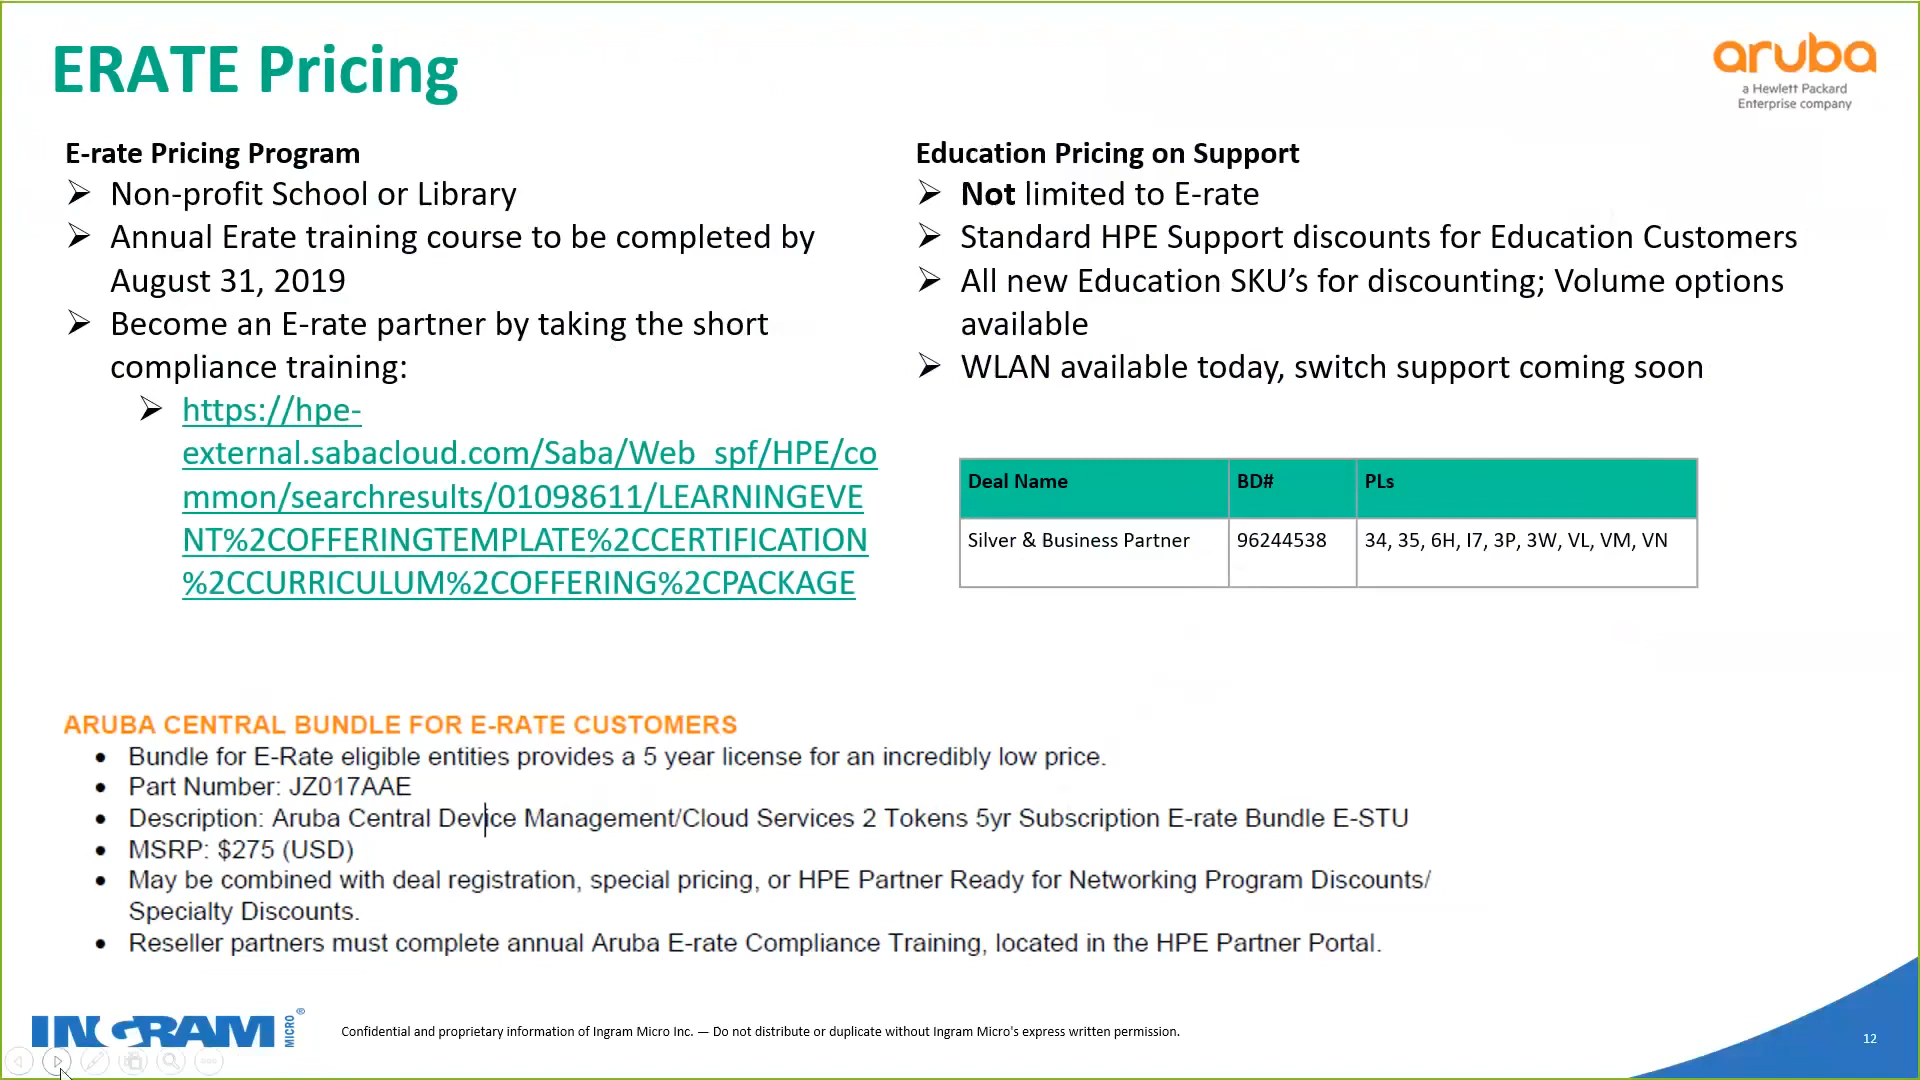 ERATE Pricing
aruba
a Hewlett Packard
Enterprise company
E-rate Pricing Program
➢ Non-profit School or Library
➢ Annual Erate training course to be completed by
August 31, 2019
➢ Become an E-rate partner by taking the short
compliance training:
➢ https://hpe-
external.sabacloud.com/Saba/Web_spf/HPE/co
mmon/searchresults/01098611/LEARNINGEVE
NT%2COFFERINGTEMPLATE%2CCERTIFICATION
%2CCURRICULUM%2COFFERING%2CPACKAGE
Education Pricing on Support
➢ Not limited to E-rate
➢ Standard HPE Support discounts for Education Customers
➢ All new Education SKU’s for discounting; Volume options
available
➢ WLAN available today, switch support coming soon
Deal Name BD# PLs
Silver & Business Partner 96244538 34, 35, 6H, I7, 3P, 3W, VL, VM, VN
ARUBA CENTRAL BUNDLE FOR E-RATE CUSTOMERS
• Bundle for E-Rate eligible entities provides a 5 year license for an incredibly low price.
• Part Number: JZ017AAE
• Description: Aruba Central Device Management/Cloud Services 2 Tokens 5yr Subscription E-rate Bundle E-STU
• MSRP: $275 (USD)
• May be combined with deal registration, special pricing, or HPE Partner Ready for Networking Program Discounts/
Specialty Discounts.
• Reseller partners must complete annual Aruba E-rate Compliance Training, located in the HPE Partner Portal.
INGRAM MICRO ®
Confidential and proprietary information of Ingram Micro Inc. — Do not distribute or duplicate without Ingram Micro's express written permission.
12